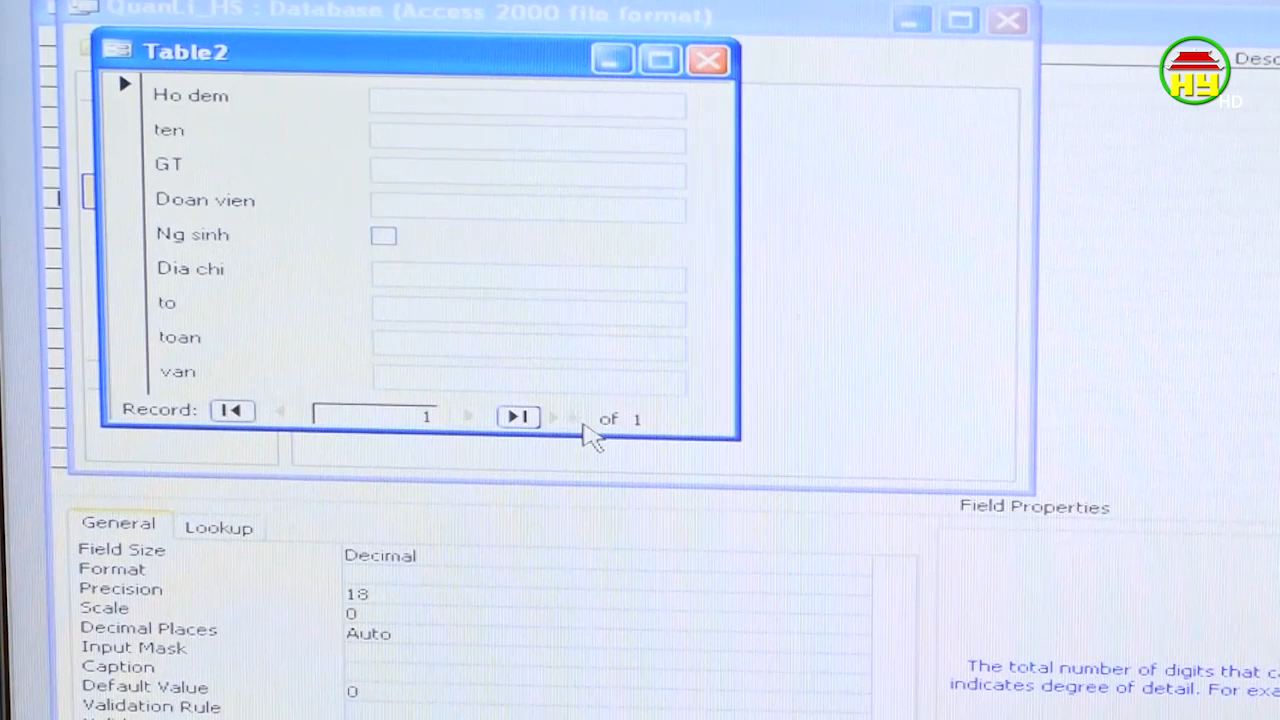 QuanLi_HS : Database (Access 2000 file format)
Table2
HY
HD
Desc
Ho dem
ten
GT
Doan vien
Ng sinh
Dia chi
to
toan
van
Record: 1 of 1
Field Properties
General Lookup
Field Size Decimal
Format
Precision 18
Scale 0
Decimal Places Auto
Input Mask
Caption
Default Value 0
Validation Rule
The total number of digits that
indicates degree of detail. For